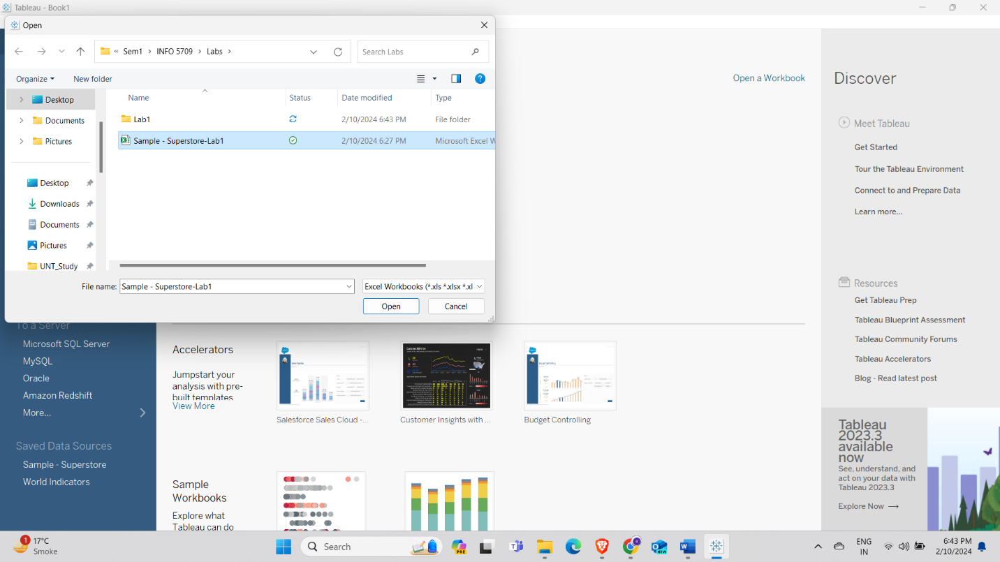 Tableau - Book1
Open
« Sem1 › INFO 5709 › Labs ›
Search Labs
Organize
New folder
Name
Status
Date modified
Type
Desktop
Documents
Pictures
Desktop
Downloads
Documents
Pictures
UNT_Study
Lab1
2/10/2024 6:43 PM
File folder
Sample - Superstore-Lab1
2/10/2024 6:27 PM
Microsoft Excel W
File name:
Sample - Superstore-Lab1
Excel Workbooks (*.xls *.xlsx *.xl
Open
Cancel
To a Server
Microsoft SQL Server
MySQL
Oracle
Amazon Redshift
More...
Saved Data Sources
Sample - Superstore
World Indicators
Open a Workbook
Accelerators
Jumpstart your
analysis with pre-
built templates
View More
Salesforce Sales Cloud -...
Customer Insights with ...
Budget Controlling
Sample
Workbooks
Explore what
Tableau can do
Discover
Meet Tableau
Get Started
Tour the Tableau Environment
Connect to and Prepare Data
Learn more...
Resources
Get Tableau Prep
Tableau Blueprint Assessment
Tableau Community Forums
Tableau Accelerators
Blog - Read latest post
Tableau
2023.3
available
now
See, understand, and
act on your data with
Tableau 2023.3
Explore Now →
1
17°C
Smoke
Search
PRE
NEW
ENG
IN
6:43 PM
2/10/2024